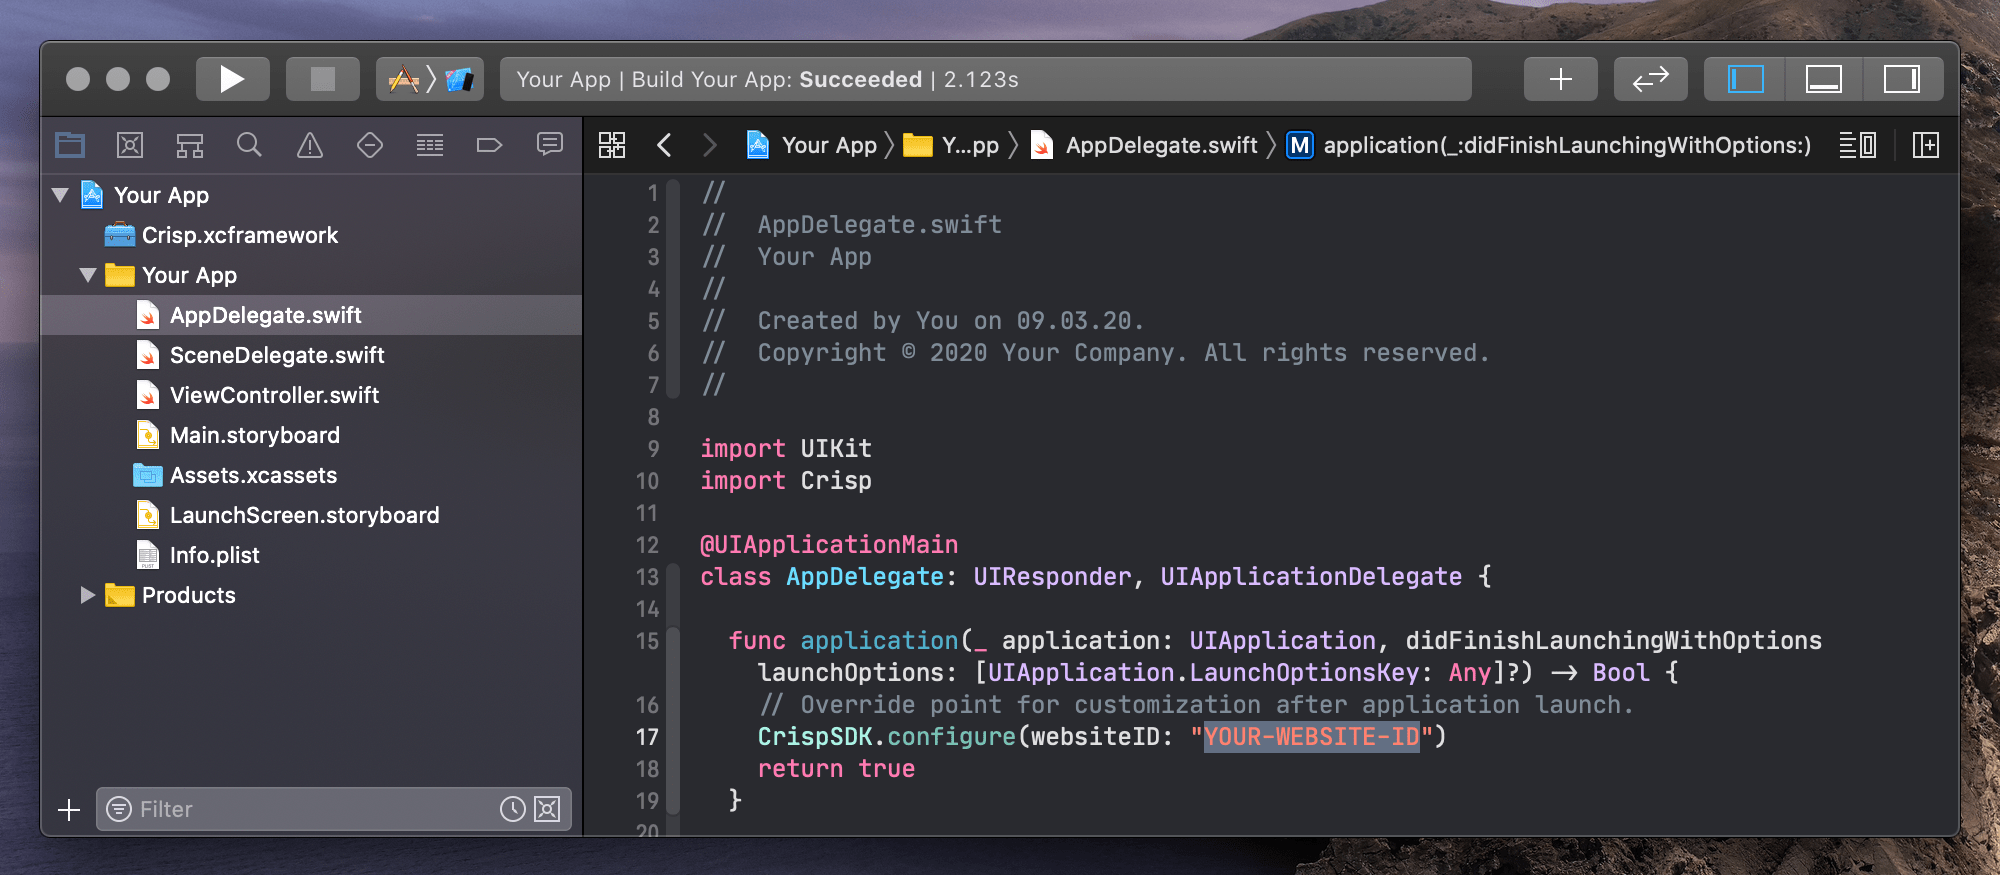 Your App | Build Your App: Succeeded | 2.123s
Your App
Y...pp
AppDelegate.swift
M
application(_:didFinishLaunchingWithOptions:)
Your App
Crisp.xcframework
Your App
AppDelegate.swift
SceneDelegate.swift
ViewController.swift
Main.storyboard
Assets.xcassets
LaunchScreen.storyboard
Info.plist
Products
Filter
1 //
2 //  AppDelegate.swift
3 //  Your App
4 //
5 //  Created by You on 09.03.20.
6 //  Copyright © 2020 Your Company. All rights reserved.
7 //
8
9 import UIKit
10 import Crisp
11
12 @UIApplicationMain
13 class AppDelegate: UIResponder, UIApplicationDelegate {
14
15   func application(_ application: UIApplication, didFinishLaunchingWithOptions
launchOptions: [UIApplication.LaunchOptionsKey: Any]?) -> Bool {
16     // Override point for customization after application launch.
17     CrispSDK.configure(websiteID: "YOUR-WEBSITE-ID")
18     return true
19   }
20